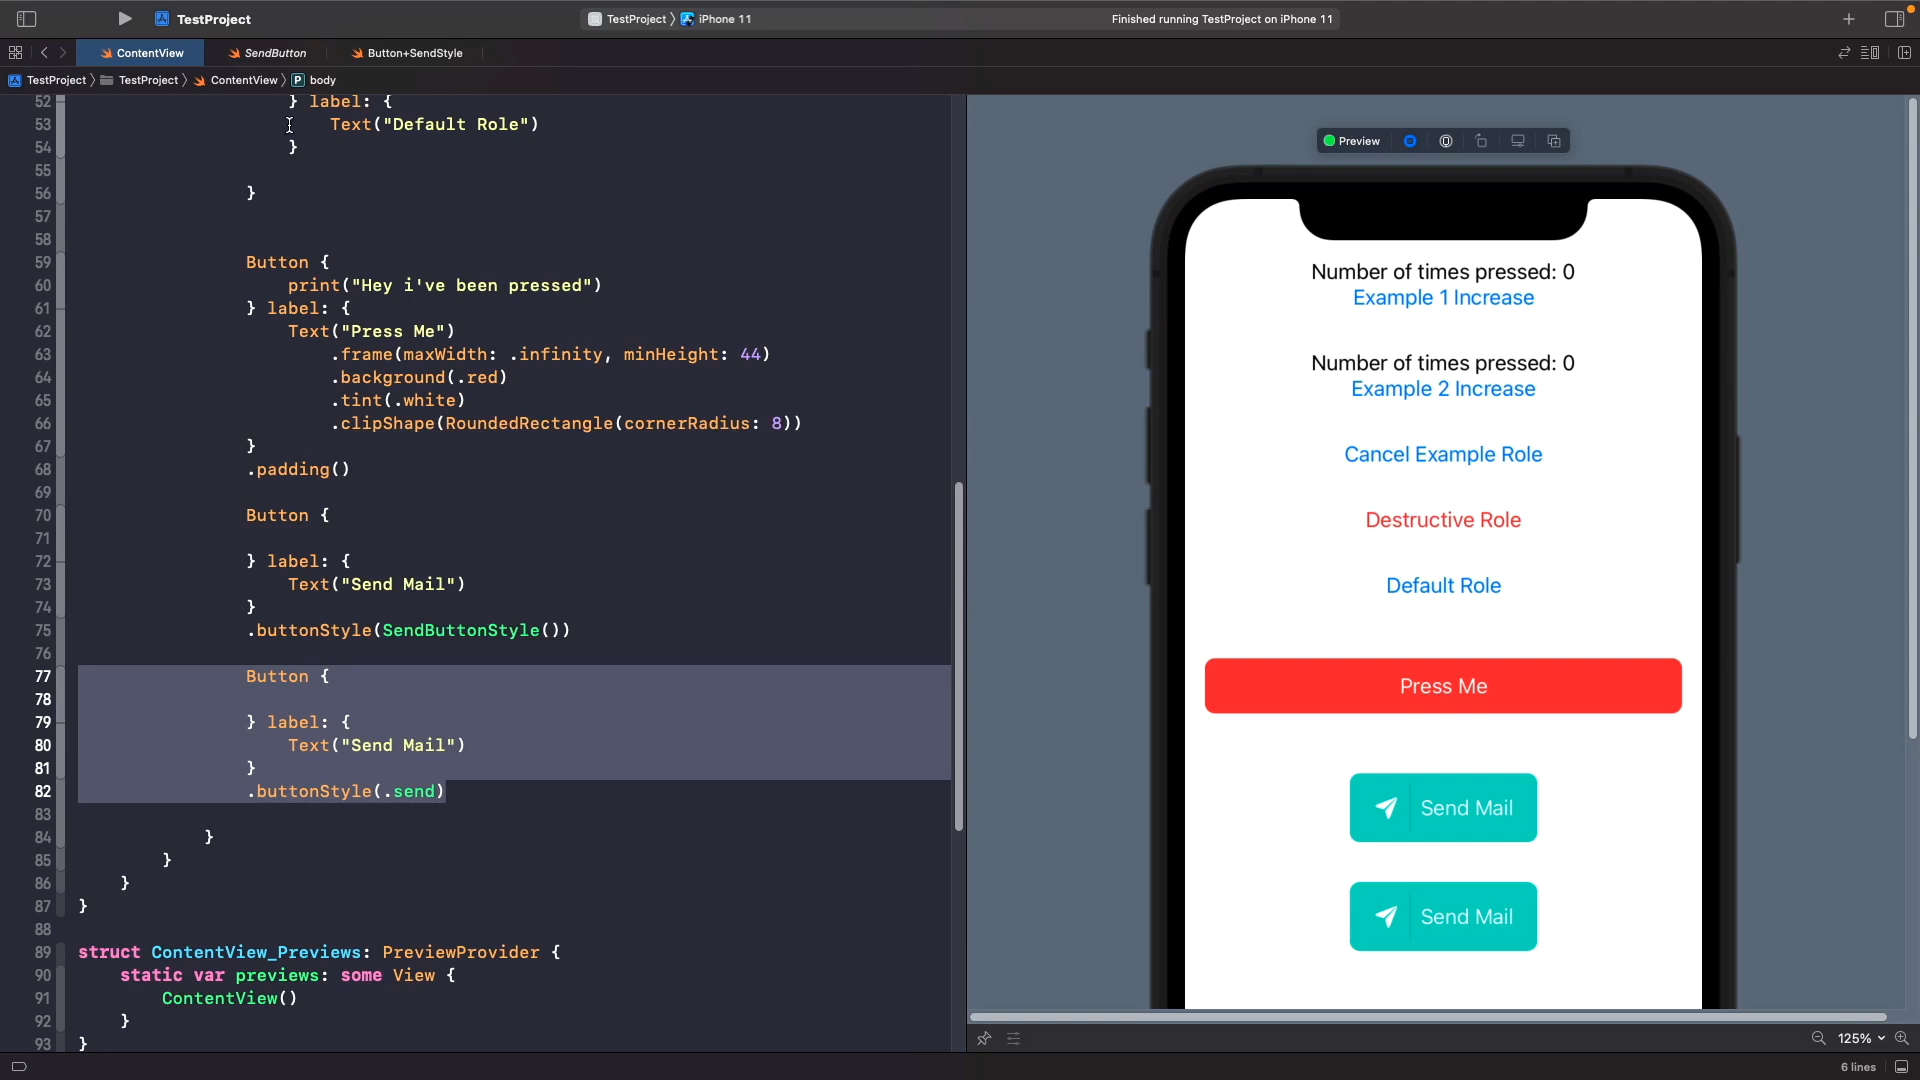 TestProject
TestProject 〉 iPhone 11
Finished running TestProject on iPhone 11
ContentView
SendButton
Button+SendStyle
TestProject 〉 TestProject 〉 ContentView 〉 P body
52 } label: {
53 Text("Default Role")
54 }
55
56 }
57
58
59 Button {
60 print("Hey i've been pressed")
61 } label: {
62 Text("Press Me")
63 .frame(maxWidth: .infinity, minHeight: 44)
64 .background(.red)
65 .tint(.white)
66 .clipShape(RoundedRectangle(cornerRadius: 8))
67 }
68 .padding()
69
70 Button {
71
72 } label: {
73 Text("Send Mail")
74 }
75 .buttonStyle(SendButtonStyle())
76
77 Button {
78
79 } label: {
80 Text("Send Mail")
81 }
82 .buttonStyle(.send)
83
84 }
85 }
86 }
87 }
88
89 struct ContentView_Previews: PreviewProvider {
90 static var previews: some View {
91 ContentView()
92 }
93 }
Preview
Number of times pressed: 0
Example 1 Increase
Number of times pressed: 0
Example 2 Increase
Cancel Example Role
Destructive Role
Default Role
Press Me
Send Mail
Send Mail
125%
6 lines